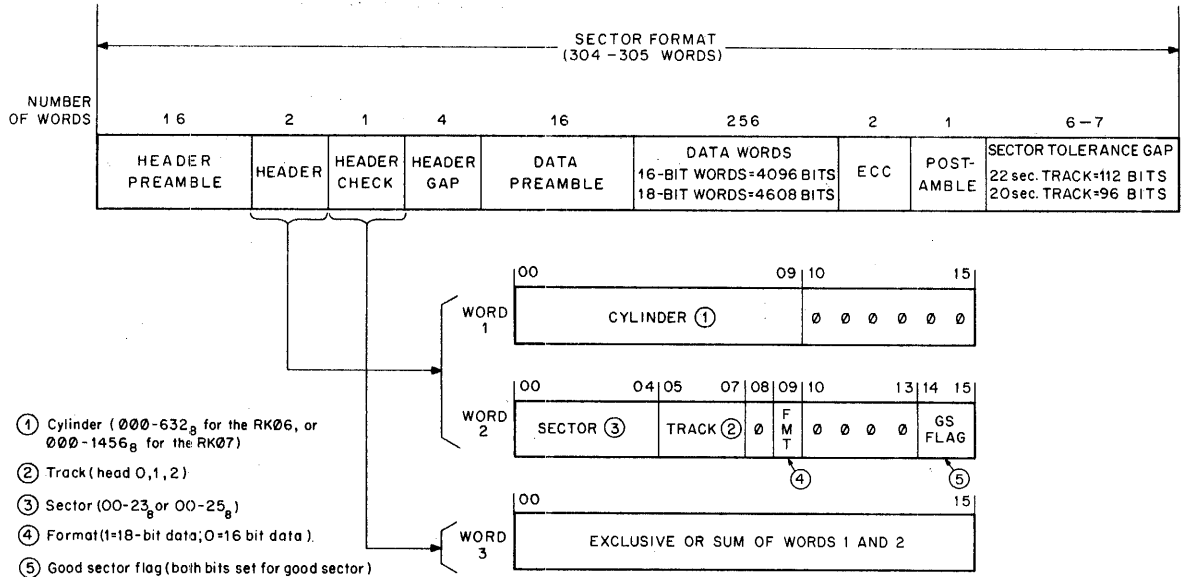 SECTOR FORMAT
(304-305 WORDS)
NUMBER
OF WORDS
16 2 1 4 16 256 2 1 6-7
HEADER
PREAMBLE
HEADER
HEADER
CHECK
HEADER
GAP
DATA
PREAMBLE
DATA WORDS
16-BIT WORDS=4096 BITS
18-BIT WORDS=4608 BITS
ECC
POST-
AMBLE
SECTOR TOLERANCE GAP
22 sec. TRACK=112 BITS
20 sec. TRACK=96 BITS
00 09 10 15
WORD
1
CYLINDER ①
Ø Ø Ø Ø Ø Ø
00 04 05 07 08 09 10 13 14 15
WORD
2
SECTOR ③
TRACK ②
Ø
F
M
T
Ø Ø Ø Ø
GS
FLAG
④
⑤
00 15
WORD
3
EXCLUSIVE OR SUM OF WORDS 1 AND 2
① Cylinder (ØØØ-632₈ for the RKØ6, or
ØØØ-1456₈ for the RKØ7)
② Track (head 0,1,2)
③ Sector (00-23₈ or 00-25₈)
④ Format (1=18-bit data; 0=16 bit data).
⑤ Good sector flag (both bits set for good sector)